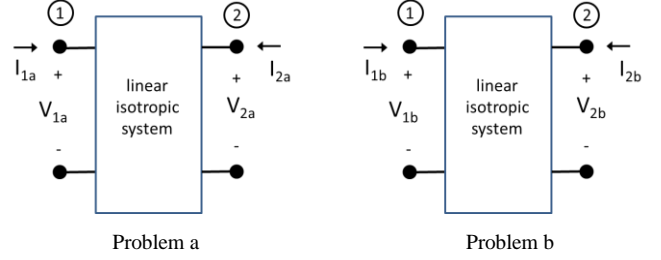 1 2
I1a + linear isotropic system + I2a
V1a V2a
- -
Problem a
1 2
I1b + linear isotropic system + I2b
V1b V2b
- -
Problem b